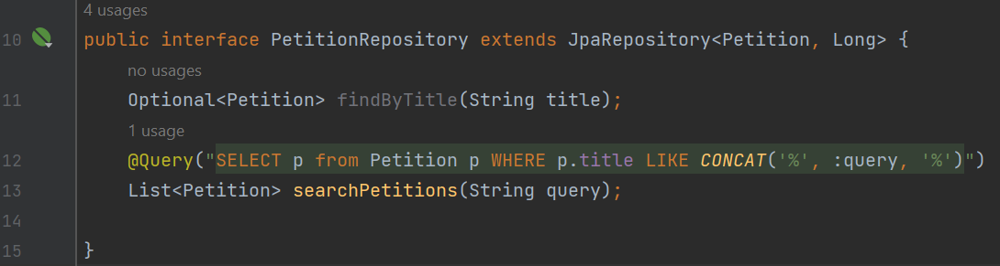 4 usages
10 public interface PetitionRepository extends JpaRepository<Petition, Long> {
no usages
11 Optional<Petition> findByTitle(String title);
1 usage
12 @Query("SELECT p from Petition p WHERE p.title LIKE CONCAT('%', :query, '%')")
13 List<Petition> searchPetitions(String query);
14
15 }